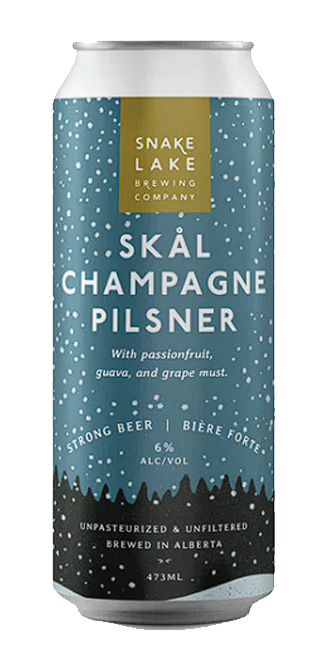 SNAKE
LAKE
BREWING
COMPANY
SKÅL
CHAMPAGNE
PILSNER
With passionfruit,
guava, and grape must.
STRONG BEER | BIÈRE FORTE
6%
ALC/VOL
UNPASTEURIZED & UNFILTERED
BREWED IN ALBERTA
473ML